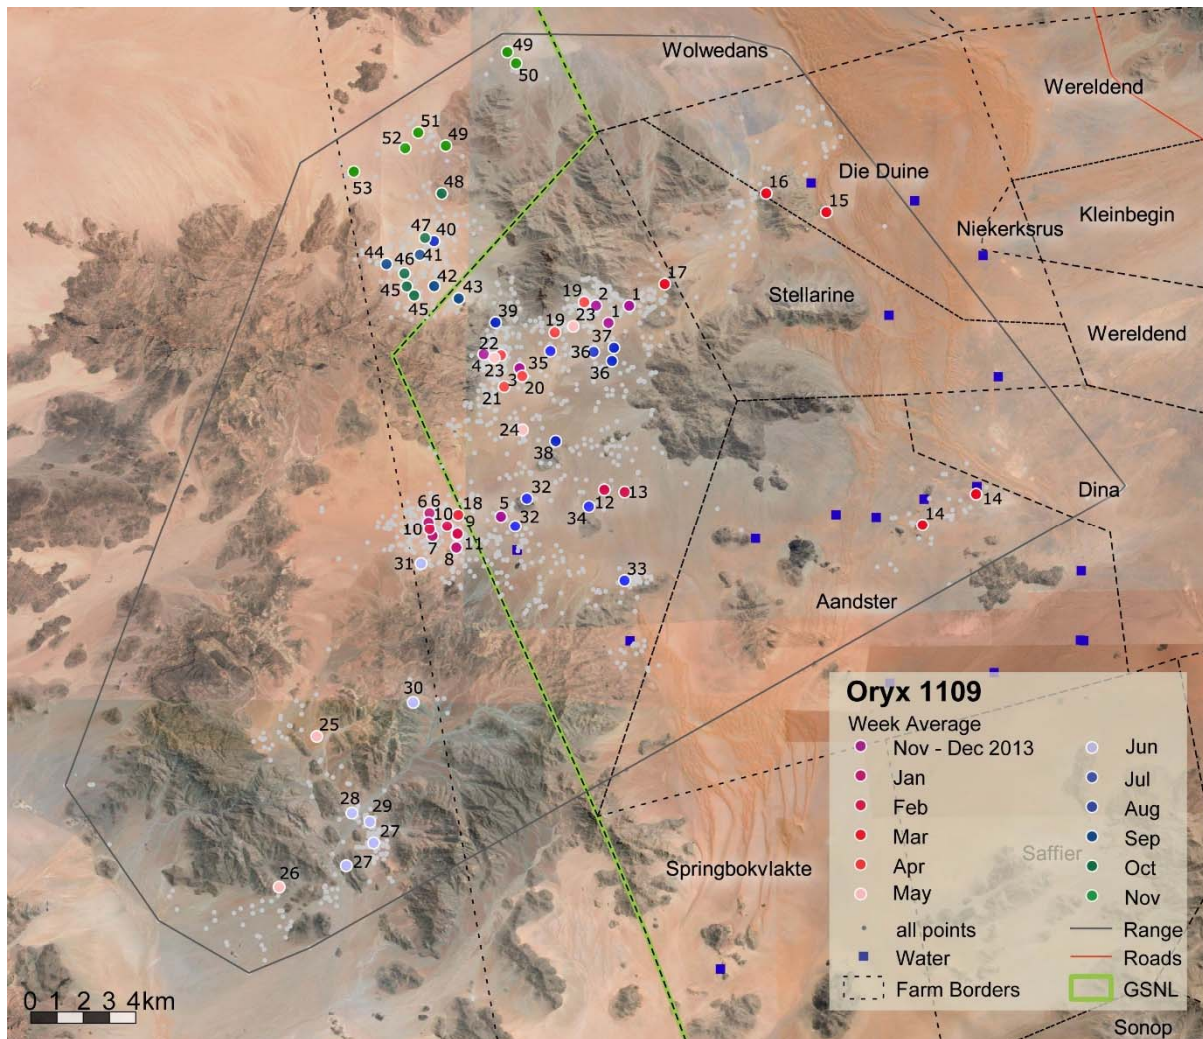 49
Wolwedans
50
Wereldend
51
52
49
53
48
16
Die Duine
15
Kleinbegin
Niekerksrus
47
40
41
44
46
42
43
45
45
17
Stellarine
19
2
1
23
1
39
19
37
Wereldend
22
4
23
35
36
36
3
20
21
24
38
Dina
32
12
13
14
6
6
18
5
34
10
10
9
32
14
7
11
8
31
33
Aandster
30
25
28
29
27
27
26
Springbokvlakte
Saffier
Sonop
Oryx 1109
Week Average
Nov - Dec 2013
Jan
Feb
Mar
Apr
May
all points
Water
Farm Borders
Jun
Jul
Aug
Sep
Oct
Nov
Range
Roads
GSNL
0 1 2 3 4km